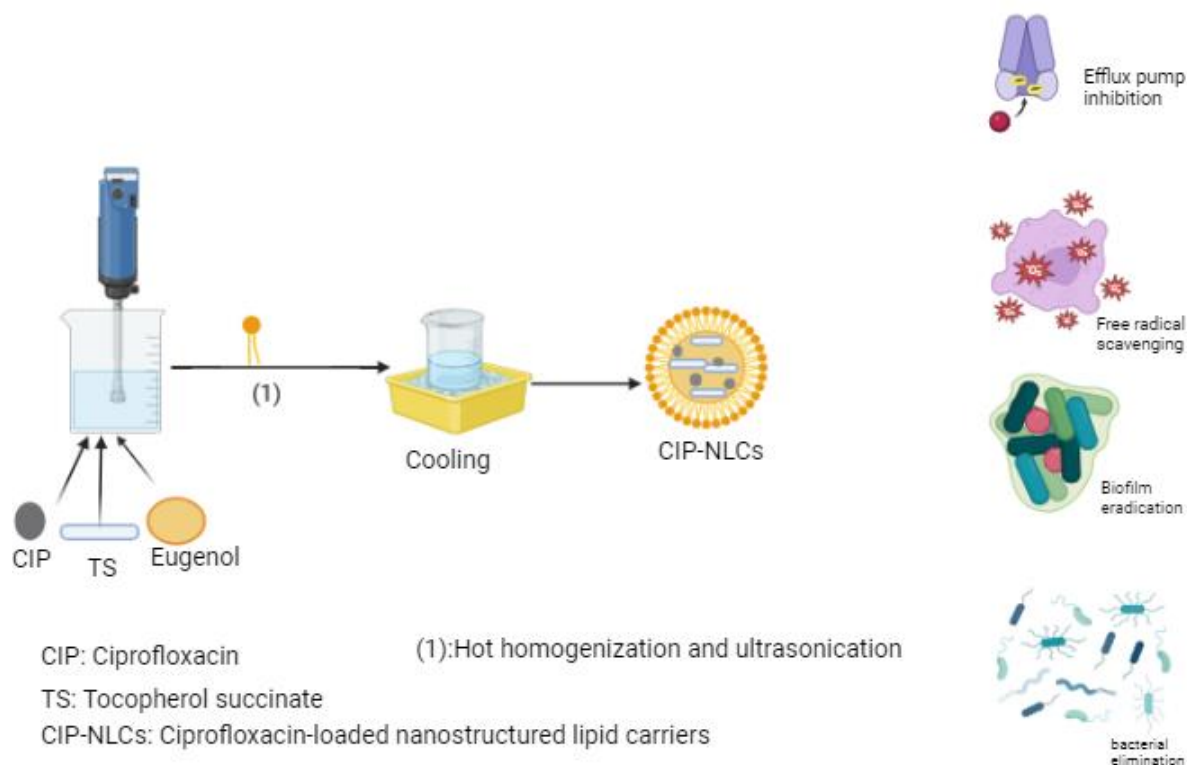 Efflux pump
inhibition
Free radical
scavenging
(1)
Cooling
CIP-NLCs
Biofilm
eradication
CIP
TS
Eugenol
CIP: Ciprofloxacin
(1):Hot homogenization and ultrasonication
TS: Tocopherol succinate
CIP-NLCs: Ciprofloxacin-loaded nanostructured lipid carriers
bacterial
elimination